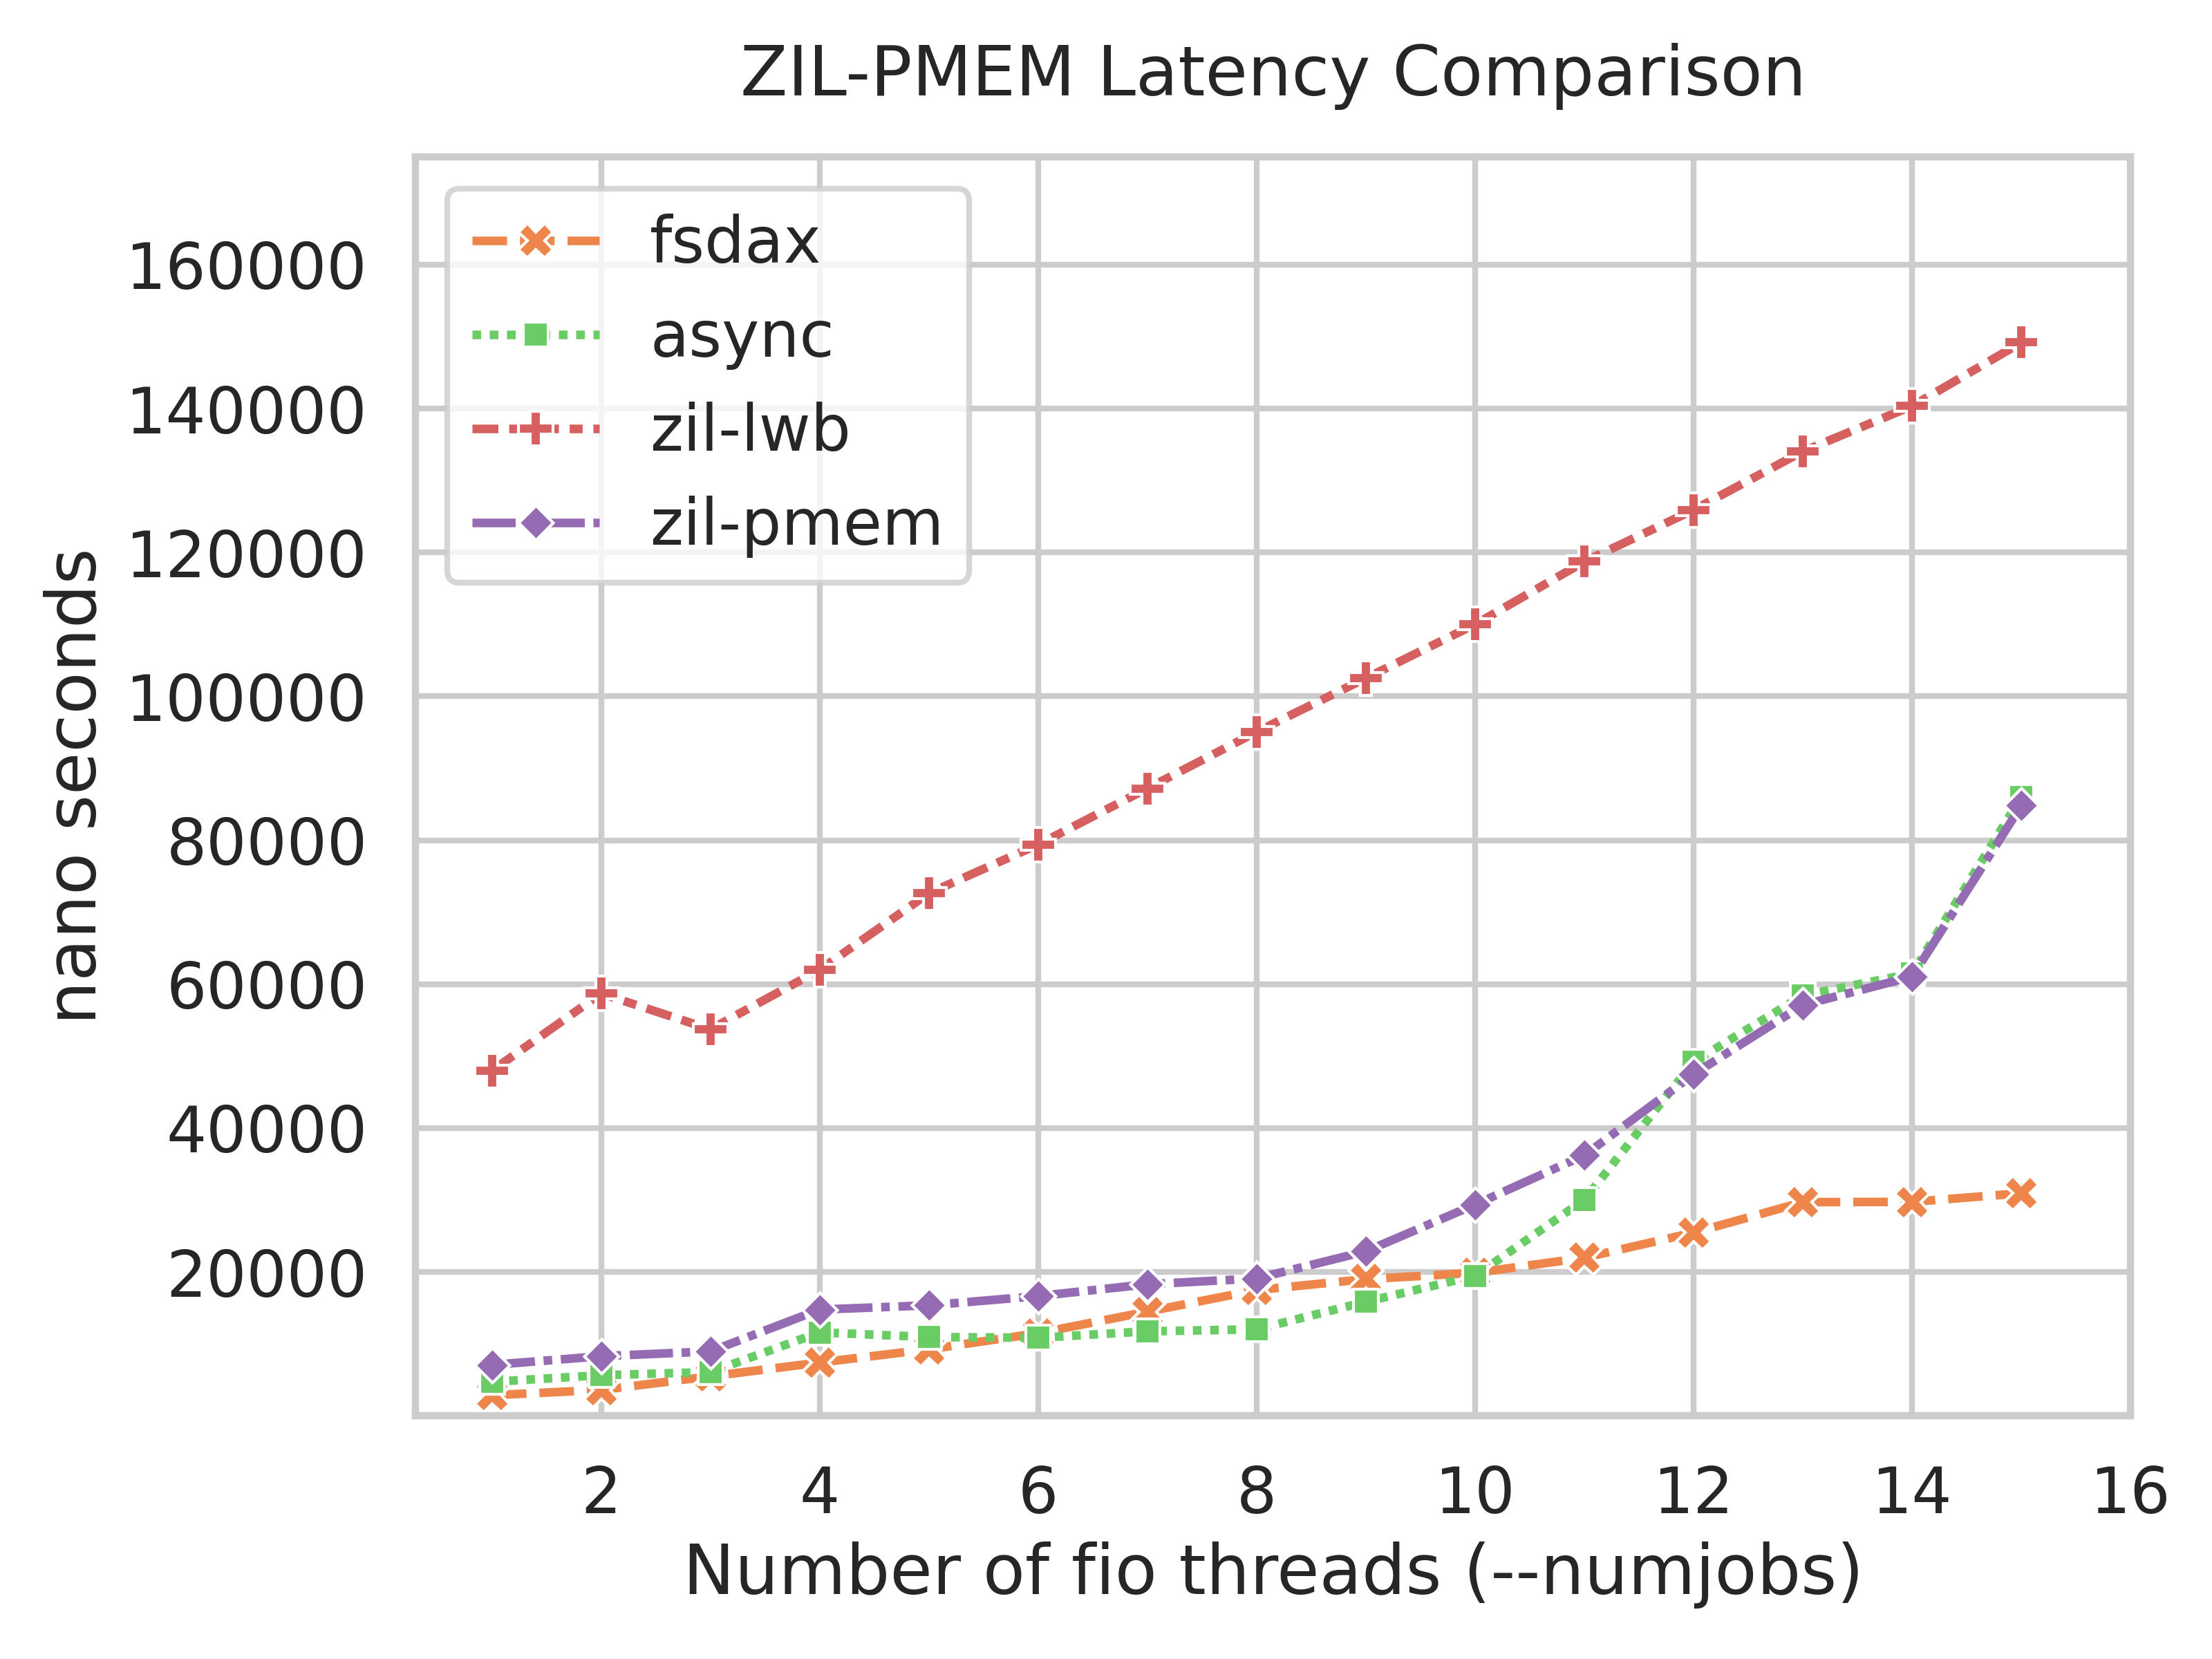 ZIL-PMEM Latency Comparison
fsdax
async
zil-lwb
zil-pmem
nano seconds
160000
140000
120000
100000
80000
60000
40000
20000
2 4 6 8 10 12 14 16
Number of fio threads (--numjobs)